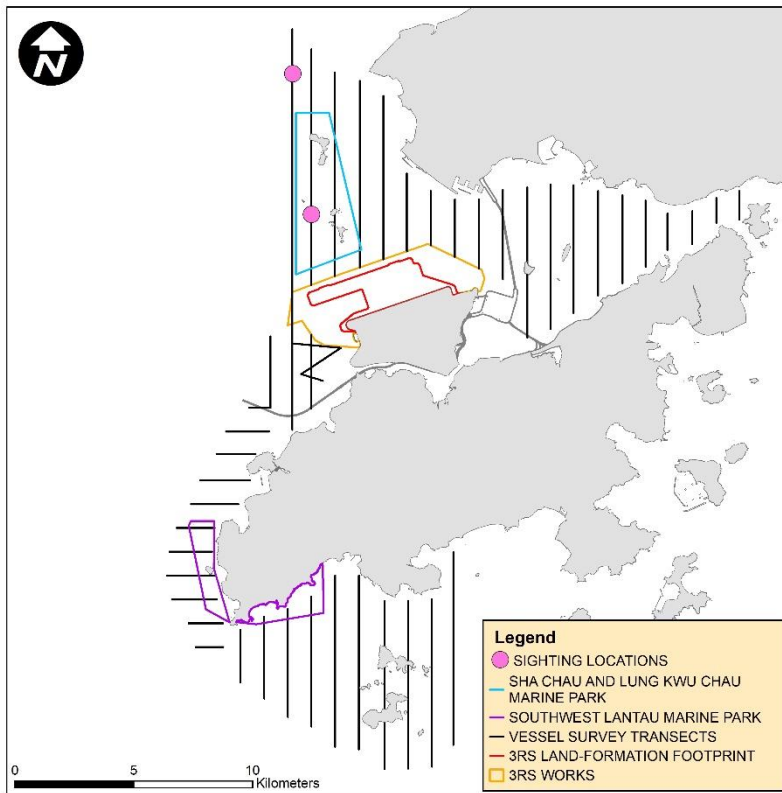 N
Legend
SIGHTING LOCATIONS
SHA CHAU AND LUNG KWU CHAU
MARINE PARK
SOUTHWEST LANTAU MARINE PARK
VESSEL SURVEY TRANSECTS
3RS LAND-FORMATION FOOTPRINT
3RS WORKS
0 5 10
Kilometers